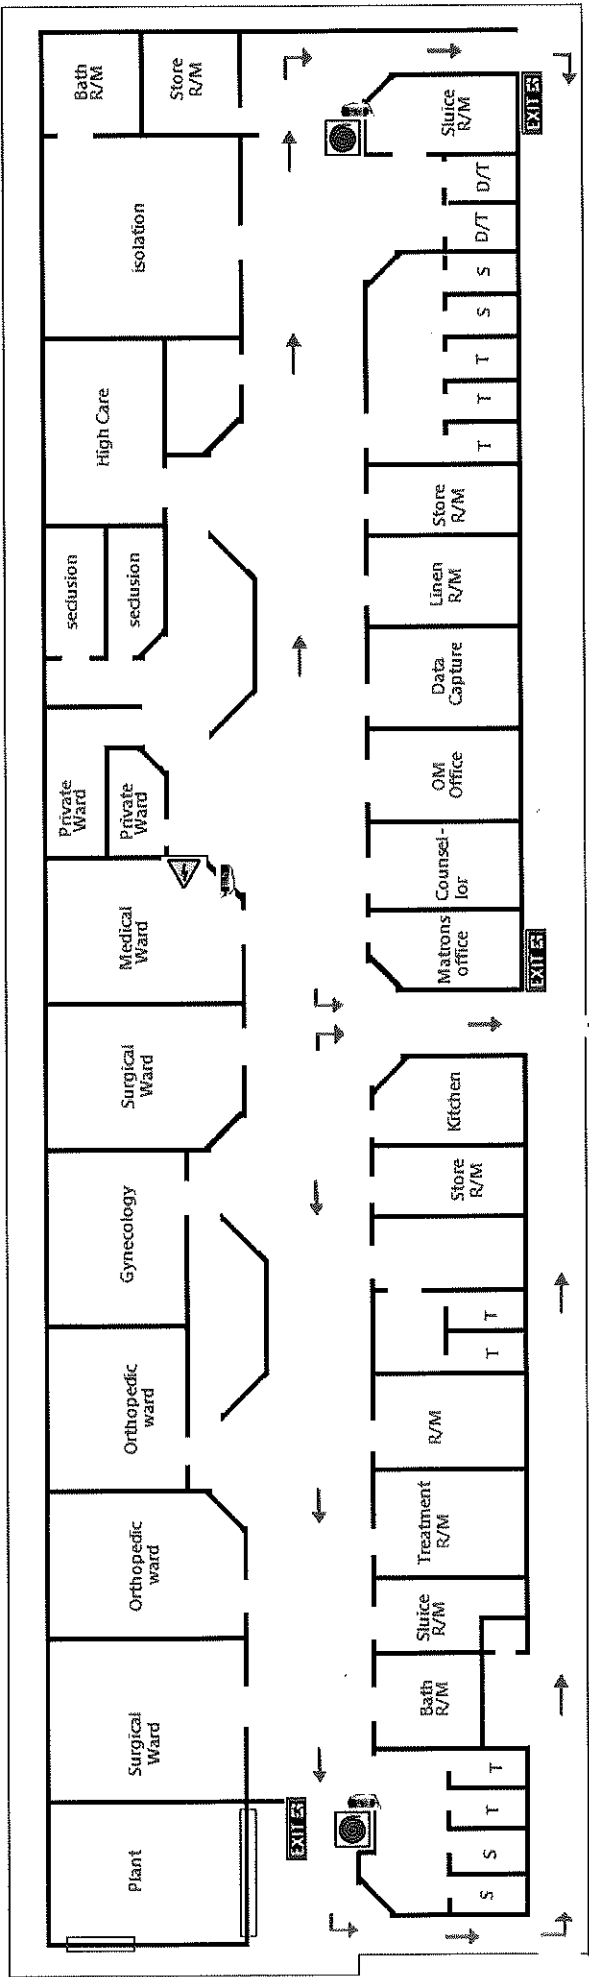 Plant
Surgical
Ward
Orthopedic
ward
Orthopedic
ward
Gynecology
Surgical
Ward
Medical
Ward
Private
Ward
Private
Ward
seclusion
seclusion
High Care
isolation
Bath
R/M
Store
R/M
EXIT
S
S
T
T
Bath
R/M
Sluice
R/M
Treatment
R/M
R/M
T
T
Store
R/M
Kitchen
EXIT
Matrons
office
Counsel-
lor
OM
Office
Data
Capture
Linen
R/M
Store
R/M
T
T
T
S
S
D/T
D/T
Sluice
R/M
EXIT